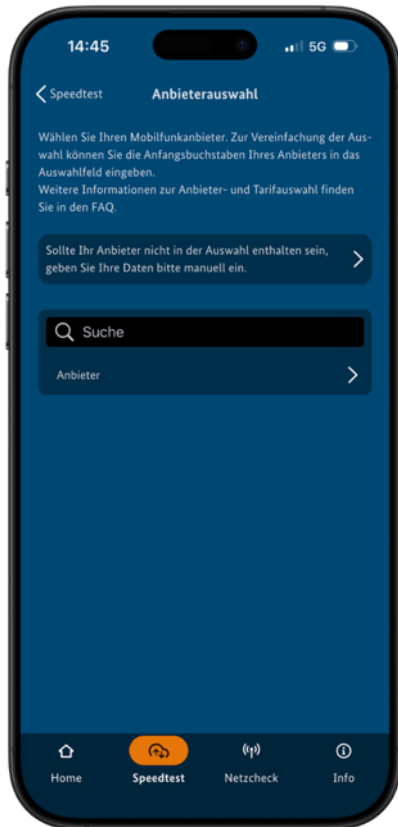 14:45
5G
Speedtest
Anbieterauswahl
Wählen Sie Ihren Mobilfunkanbieter. Zur Vereinfachung der Aus-
wahl können Sie die Anfangsbuchstaben Ihres Anbieters in das
Auswahlfeld eingeben.
Weitere Informationen zur Anbieter- und Tarifauswahl finden
Sie in den FAQ.
Sollte Ihr Anbieter nicht in der Auswahl enthalten sein,
geben Sie Ihre Daten bitte manuell ein.
Suche
Anbieter
Home
Speedtest
Netzcheck
Info